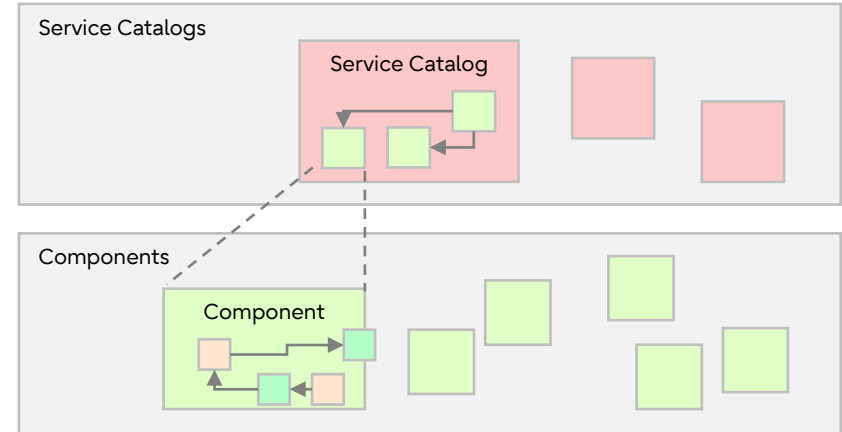 Service Catalogs
Service Catalog
Components
Component